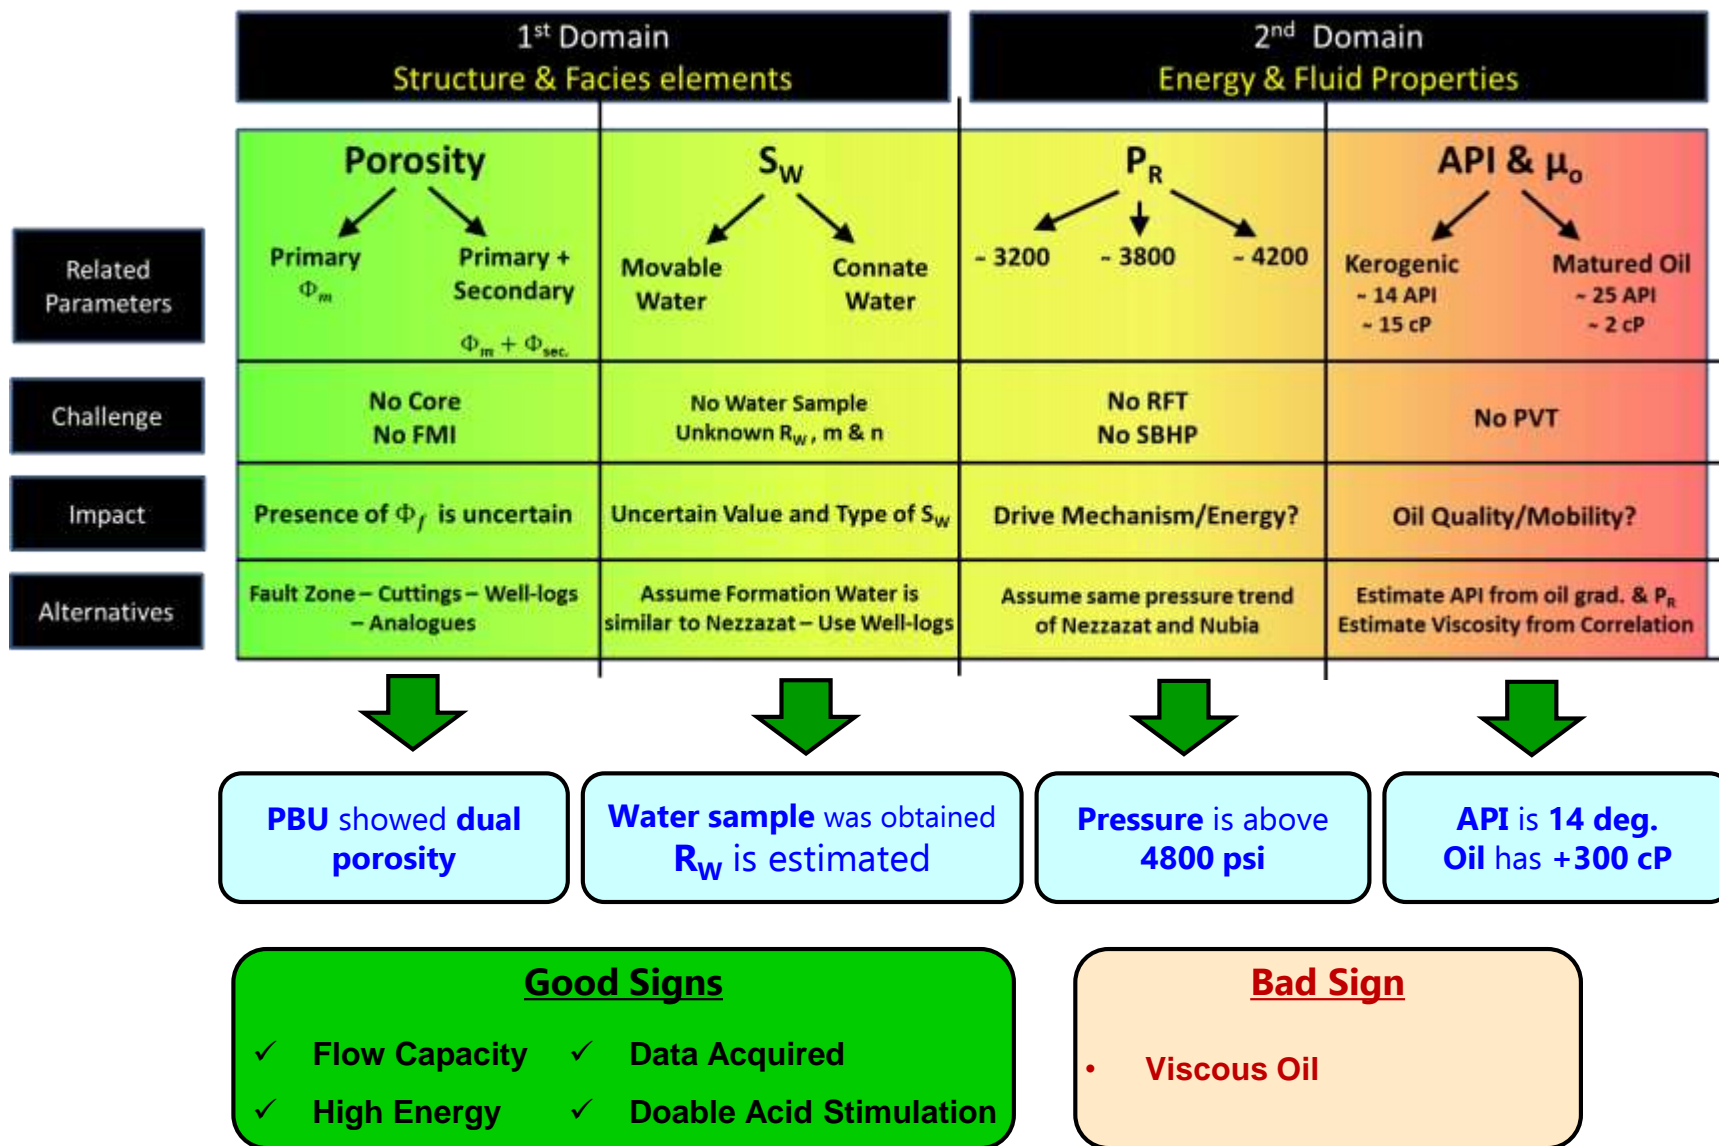 1st Domain
Structure & Facies elements
2nd Domain
Energy & Fluid Properties
Porosity
SW
PR
API & μo
Related
Parameters
Primary
Φm
Primary +
Secondary
Φm + Φsec.
Movable
Water
Connate
Water
~ 3200
~ 3800
~ 4200
Kerogenic
~ 14 API
~ 15 cP
Matured Oil
~ 25 API
~ 2 cP
Challenge
No Core
No FMI
No Water Sample
Unknown RW , m & n
No RFT
No SBHP
No PVT
Impact
Presence of Φf is uncertain
Uncertain Value and Type of SW
Drive Mechanism/Energy?
Oil Quality/Mobility?
Alternatives
Fault Zone – Cuttings – Well-logs
– Analogues
Assume Formation Water is
similar to Nezzazat – Use Well-logs
Assume same pressure trend
of Nezzazat and Nubia
Estimate API from oil grad. & PR
Estimate Viscosity from Correlation
PBU showed dual
porosity
Water sample was obtained
RW is estimated
Pressure is above
4800 psi
API is 14 deg.
Oil has +300 cP
Good Signs
✓ Flow Capacity ✓ Data Acquired
✓ High Energy ✓ Doable Acid Stimulation
Bad Sign
• Viscous Oil